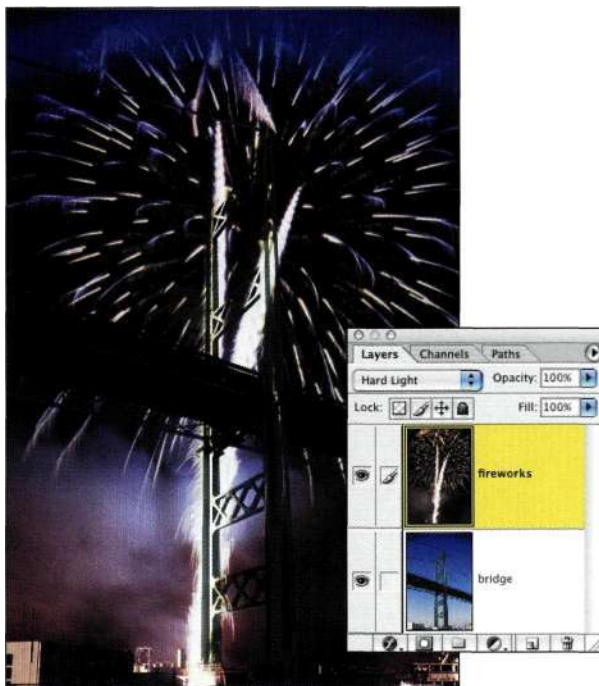 Layers Channels Paths
Hard Light Opacity: 100%
Lock: Fill: 100%
fireworks
bridge